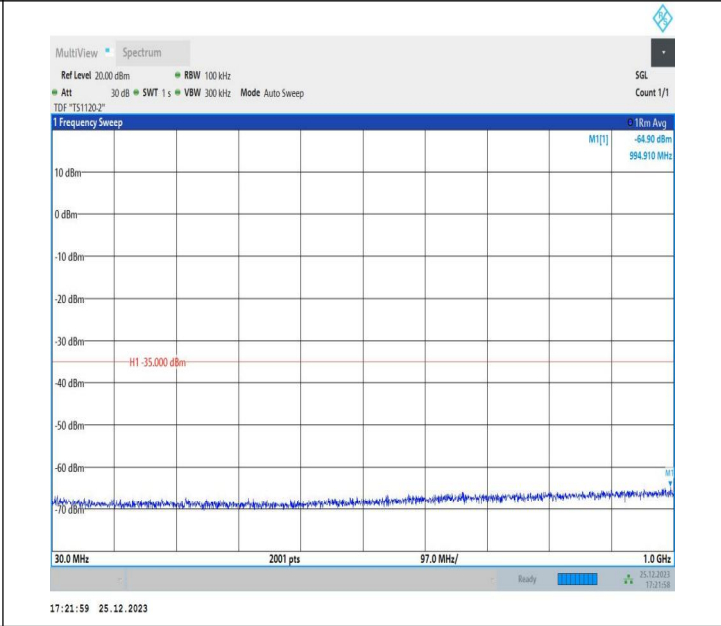 MultiView Spectrum
Ref Level 20.00 dBm RBW 100 kHz SGL
Att 30 dB SWT 1 s VBW 300 kHz Mode Auto Sweep Count 1/1
TDF "TS1120-2"
1 Frequency Sweep 1Rm Avg
M1[1] -64.90 dBm
994.910 MHz
10 dBm
0 dBm
-10 dBm
-20 dBm
-30 dBm
H1 -35.000 dBm
-40 dBm
-50 dBm
-60 dBm
M1
-70 dBm
30.0 MHz 2001 pts 97.0 MHz/ 1.0 GHz
Ready 25.12.2023
17:21:58
17:21:59 25.12.2023